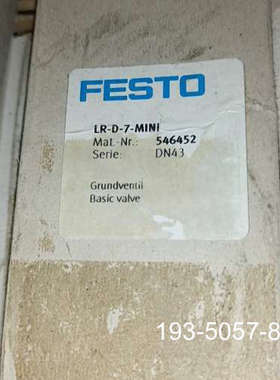 FESTO
LR-D-7-MINI
Mat.-Nr.: 546452
Serie: DN43
Grundventil
Basic valve
193-5057-8